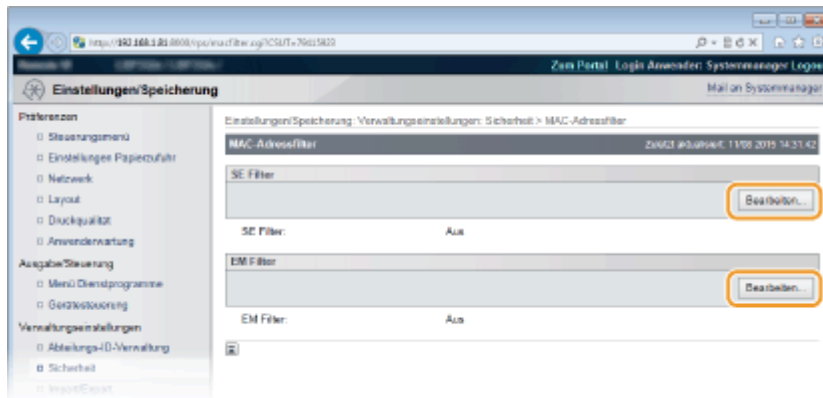 Zum Portal Login Anwender: Systemmanager
Einstellungen/Speicherung
Mail an Systemmanager
Präferenzen
Steuerungsmenü
Einstellungen Papierzufuhr
Netzwerk
Layout
Druckqualität
Anwenderwartung
Ausgabe/Steuerung
Menü Dienstprogramme
Gerätesteuerung
Verwaltungseinstellungen
Abteilungs-ID-Verwaltung
Sicherheit
Import/Export
Einstellungen/Speicherung: Verwaltungseinstellungen: Sicherheit > MAC-Adressfilter
MAC-Adressfilter
Zuletzt aktualisiert: 11/08 2015 14:31:42
SE Filter
Bearbeiten...
SE Filter: Aus
EM Filter
Bearbeiten...
EM Filter: Aus